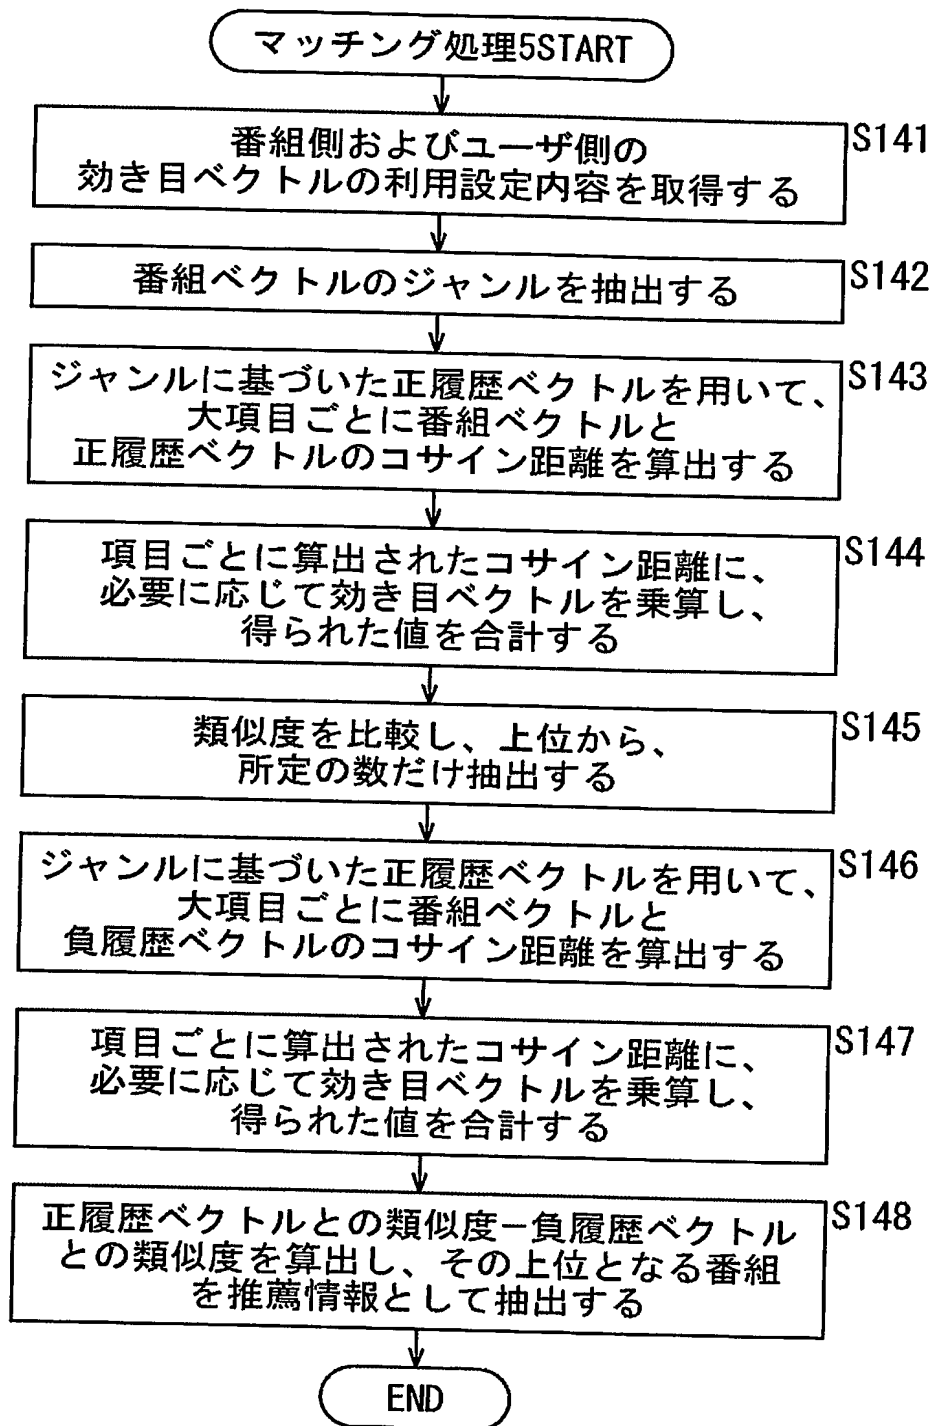 マッチング処理5START
番組側およびユーザ側の
効き目ベクトルの利用設定内容を取得する
S141
番組ベクトルのジャンルを抽出する
S142
ジャンルに基づいた正履歴ベクトルを用いて、
大項目ごとに番組ベクトルと
正履歴ベクトルのコサイン距離を算出する
S143
項目ごとに算出されたコサイン距離に、
必要に応じて効き目ベクトルを乗算し、
得られた値を合計する
S144
類似度を比較し、上位から、
所定の数だけ抽出する
S145
ジャンルに基づいた正履歴ベクトルを用いて、
大項目ごとに番組ベクトルと
負履歴ベクトルのコサイン距離を算出する
S146
項目ごとに算出されたコサイン距離に、
必要に応じて効き目ベクトルを乗算し、
得られた値を合計する
S147
正履歴ベクトルとの類似度−負履歴ベクトル
との類似度を算出し、その上位となる番組
を推薦情報として抽出する
S148
END